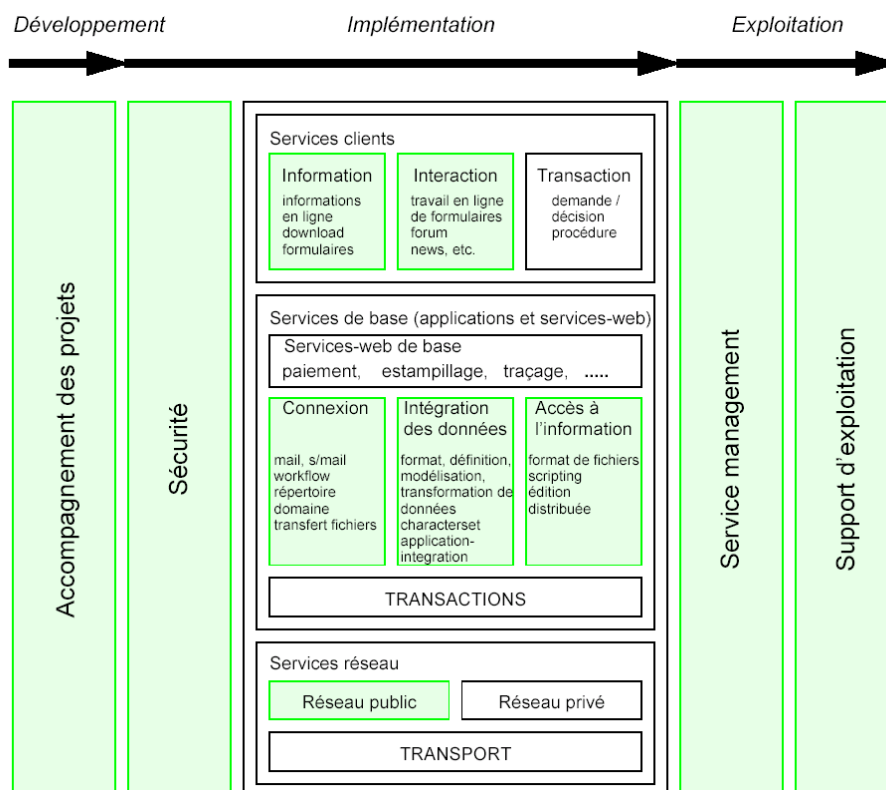 Développement
Implémentation
Exploitation
Accompagnement des projets
Sécurité
Services clients
Information
informations
en ligne
download
formulaires
Interaction
travail en ligne
de formulaires
forum
news, etc.
Transaction
demande /
décision
procédure
Services de base (applications et services-web)
Services-web de base
paiement, estampillage, traçage, .....
Connexion
mail, s/mail
workflow
répertoire
domaine
transfert fichiers
Intégration
des données
format, définition,
modélisation,
transformation de
données
characterset
application-
integration
Accès à
l'information
format de fichiers
scripting
édition
distribuée
TRANSACTIONS
Services réseau
Réseau public
Réseau privé
TRANSPORT
Service management
Support d'exploitation